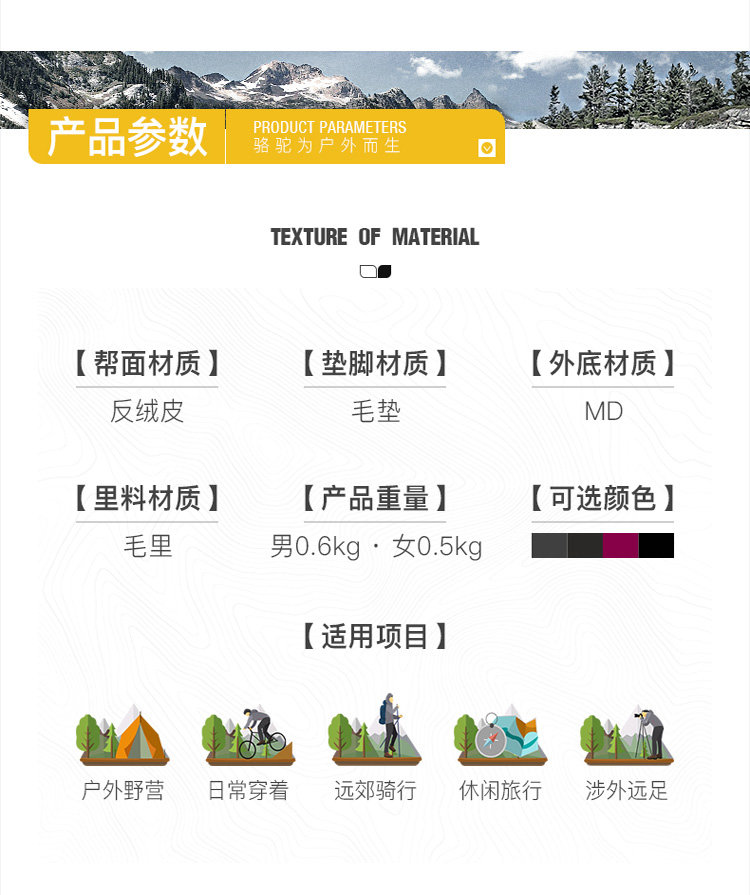 产品参数
PRODUCT PARAMETERS
骆驼为户外而生
TEXTURE OF MATERIAL
【帮面材质】 【垫脚材质】 【外底材质】
反绒皮 毛垫 MD
【里料材质】 【产品重量】 【可选颜色】
毛里 男0.6kg · 女0.5kg
【适用项目】
户外野营 日常穿着 远郊骑行 休闲旅行 涉外远足